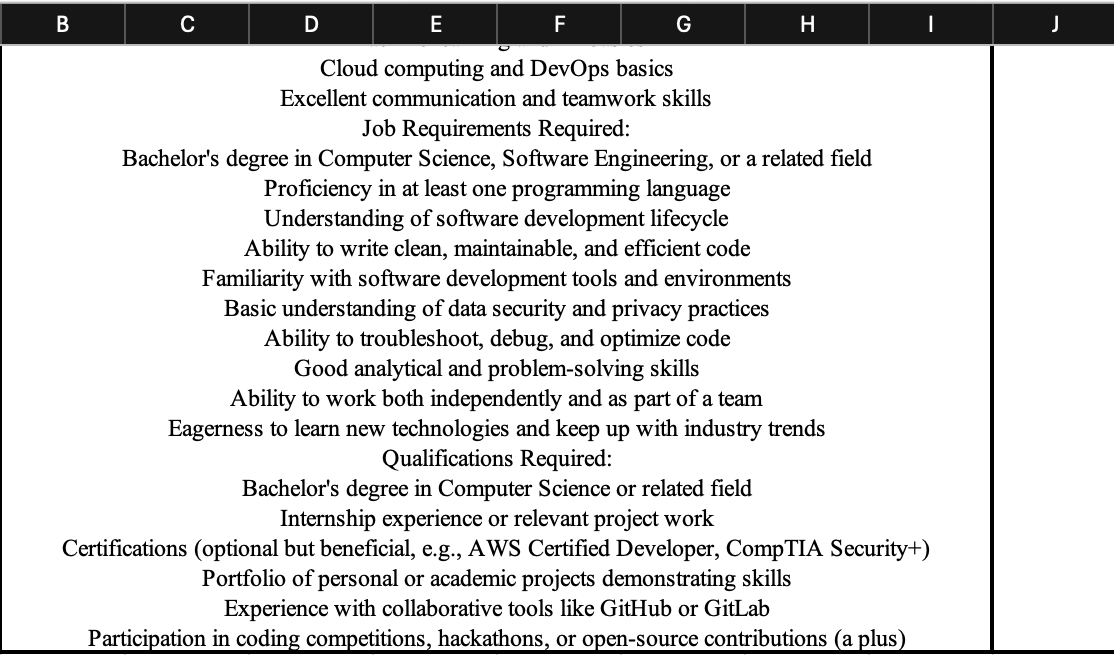 B C D E F G H I J
Cloud computing and DevOps basics
Excellent communication and teamwork skills
Job Requirements Required:
Bachelor's degree in Computer Science, Software Engineering, or a related field
Proficiency in at least one programming language
Understanding of software development lifecycle
Ability to write clean, maintainable, and efficient code
Familiarity with software development tools and environments
Basic understanding of data security and privacy practices
Ability to troubleshoot, debug, and optimize code
Good analytical and problem-solving skills
Ability to work both independently and as part of a team
Eagerness to learn new technologies and keep up with industry trends
Qualifications Required:
Bachelor's degree in Computer Science or related field
Internship experience or relevant project work
Certifications (optional but beneficial, e.g., AWS Certified Developer, CompTIA Security+)
Portfolio of personal or academic projects demonstrating skills
Experience with collaborative tools like GitHub or GitLab
Participation in coding competitions, hackathons, or open-source contributions (a plus)